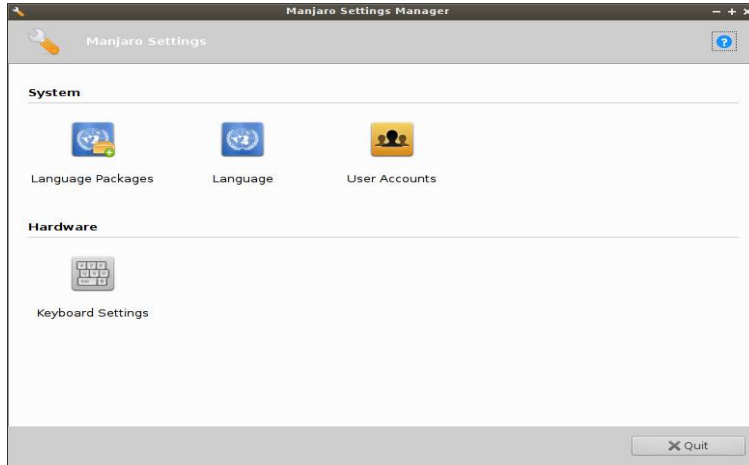 Manjaro Settings Manager
Manjaro Settings
System
Language Packages Language User Accounts
Hardware
Keyboard Settings
Quit